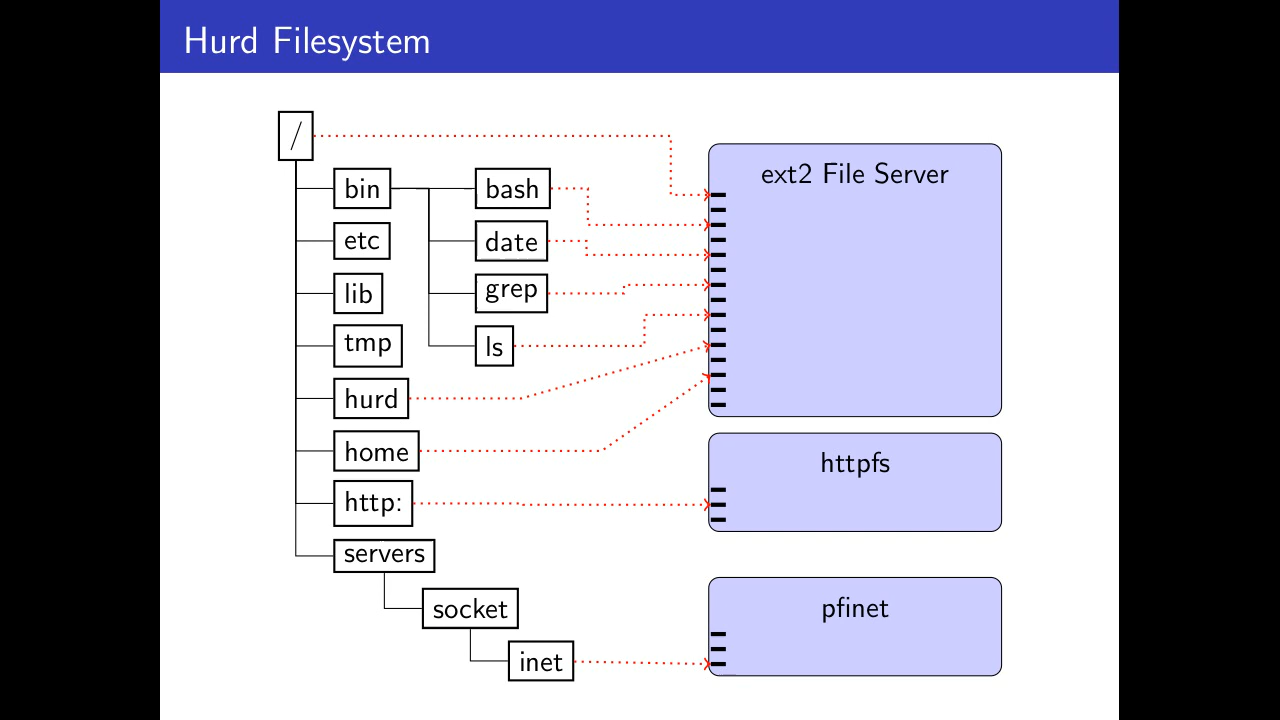 Hurd Filesystem
/
bin
etc
lib
tmp
hurd
home
http:
servers
socket
inet
bash
date
grep
ls
ext2 File Server
httpfs
pfinet